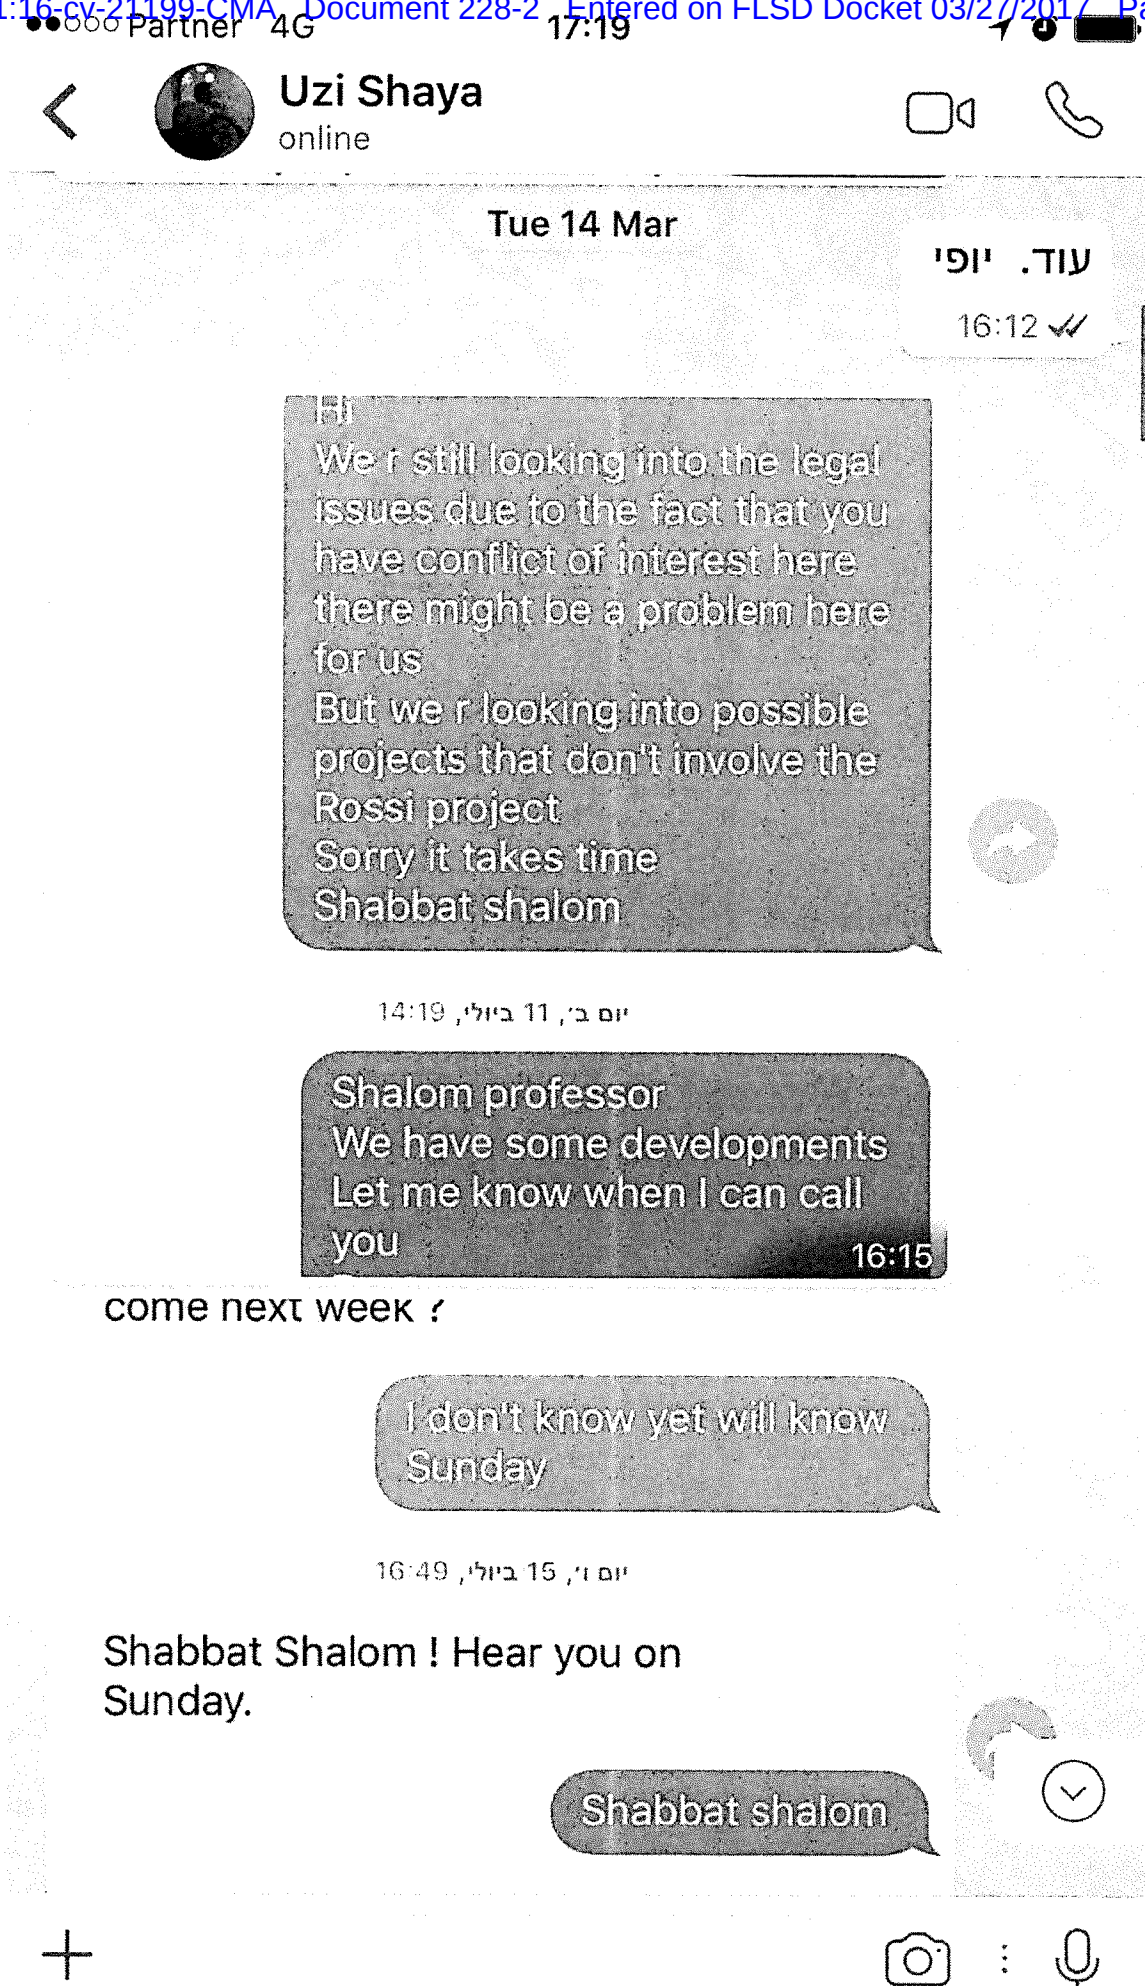 1:16-cv-21199-CMA Document 228-2 Entered on FLSD Docket 03/27/2017
Partner 4G 17:19
Uzi Shaya
online
Tue 14 Mar
עוד. יופי
16:12
Hi
We r still looking into the legal
issues due to the fact that you
have conflict of interest here
there might be a problem here
for us
But we r looking into possible
projects that don't involve the
Rossi project
Sorry it takes time
Shabbat shalom
יום ב׳, 11 ביולי, 14:19
Shalom professor
We have some developments
Let me know when I can call
you
16:15
come next week ?
I don't know yet will know
Sunday
יום ו׳, 15 ביולי, 16:49
Shabbat Shalom ! Hear you on
Sunday.
Shabbat shalom